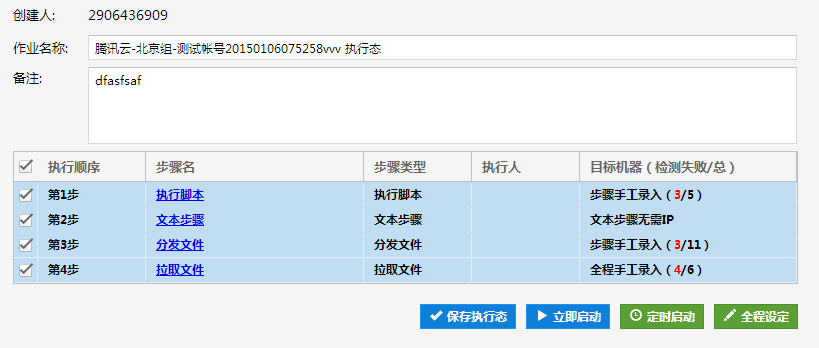 创建人: 2906436909
作业名称: 腾讯云-北京组-测试帐号20150106075258vvv 执行态
备注: dfasfsaf
执行顺序 步骤名 步骤类型 执行人 目标机器（检测失败/总）
第1步 执行脚本 执行脚本 步骤手工录入（3/5）
第2步 文本步骤 文本步骤 文本步骤无需IP
第3步 分发文件 分发文件 步骤手工录入（3/11）
第4步 拉取文件 拉取文件 全程手工录入（4/6）
保存执行态 立即启动 定时启动 全程设定